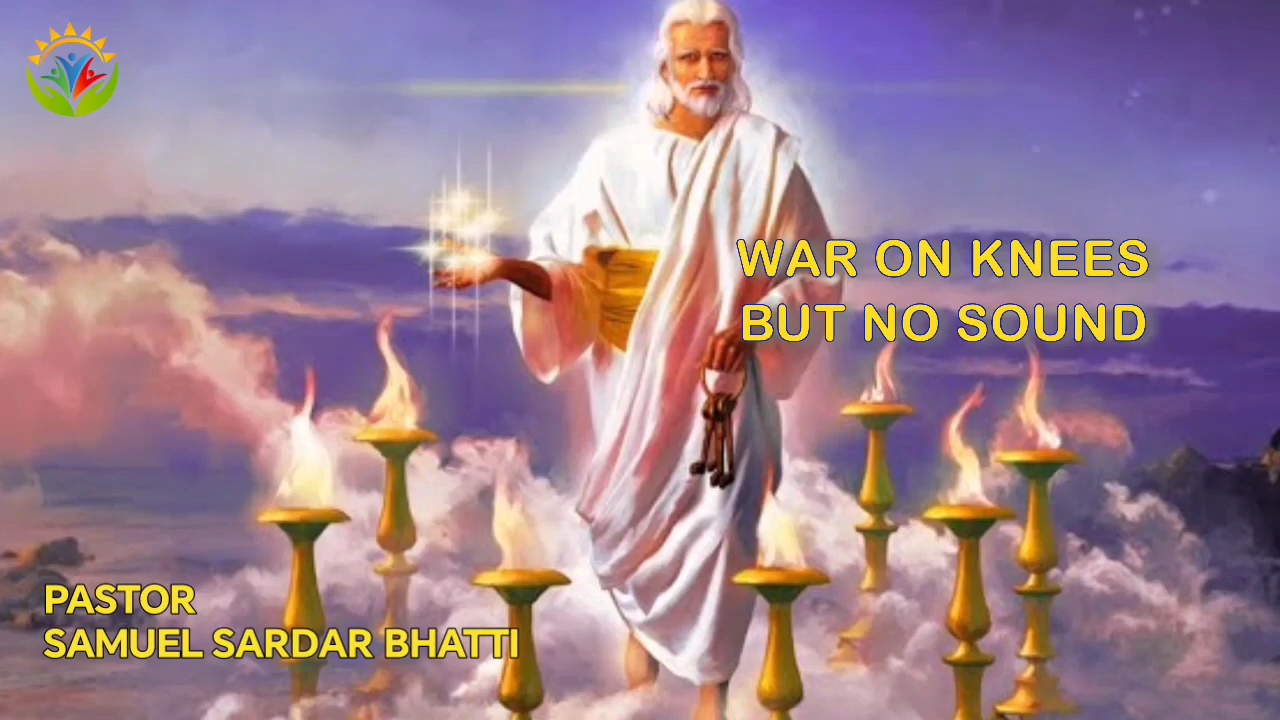 WAR ON KNEES
BUT NO SOUND
PASTOR
SAMUEL SARDAR BHATTI